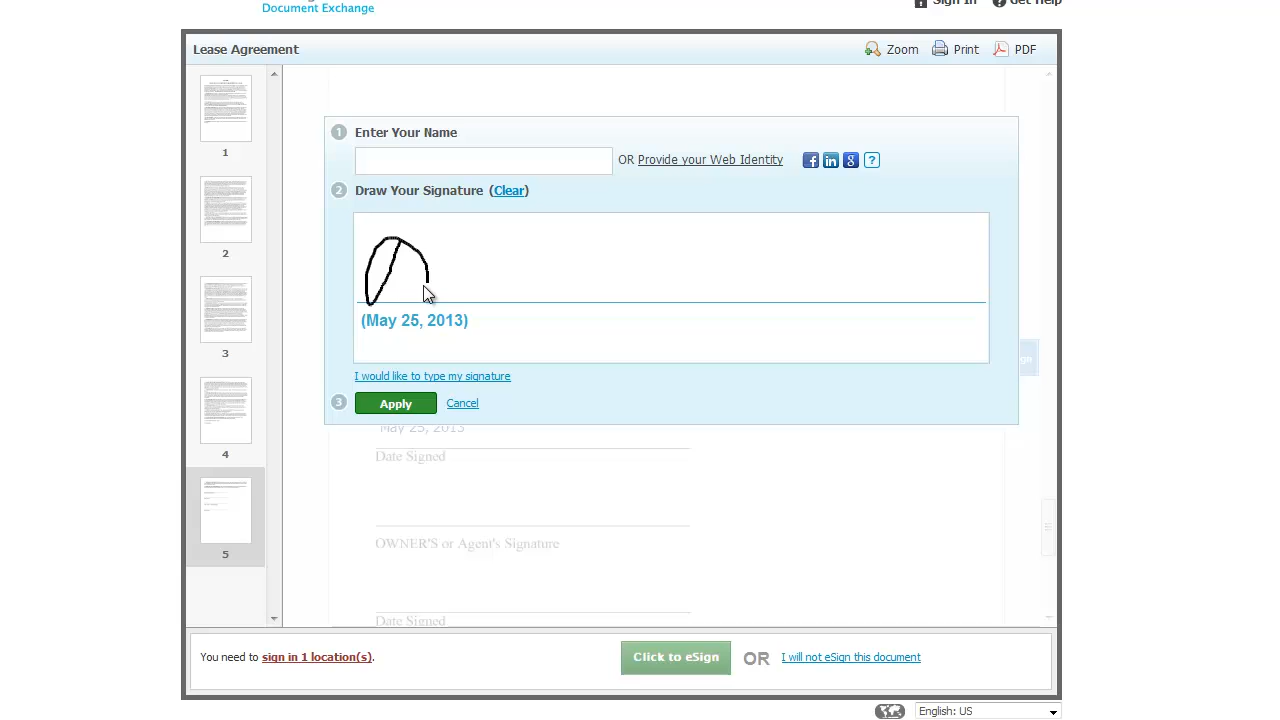 Document Exchange
Sign In
Get Help
Lease Agreement
Zoom
Print
PDF
1
2
3
4
5
1 Enter Your Name
OR Provide your Web Identity
?
2 Draw Your Signature (Clear)
(May 25, 2013)
I would like to type my signature
3 Apply Cancel
May 25, 2013
Date Signed
OWNER'S or Agent's Signature
Date Signed
You need to sign in 1 location(s).
Click to eSign OR I will not eSign this document
English: US